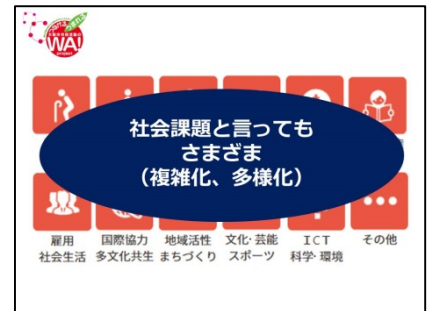 WA!
社会課題と言っても
さまざま
(複雑化、多様化)
雇用 国際協力 地域活性 文化・芸能 ICT その他
社会生活 多文化共生 まちづくり スポーツ 科学・環境